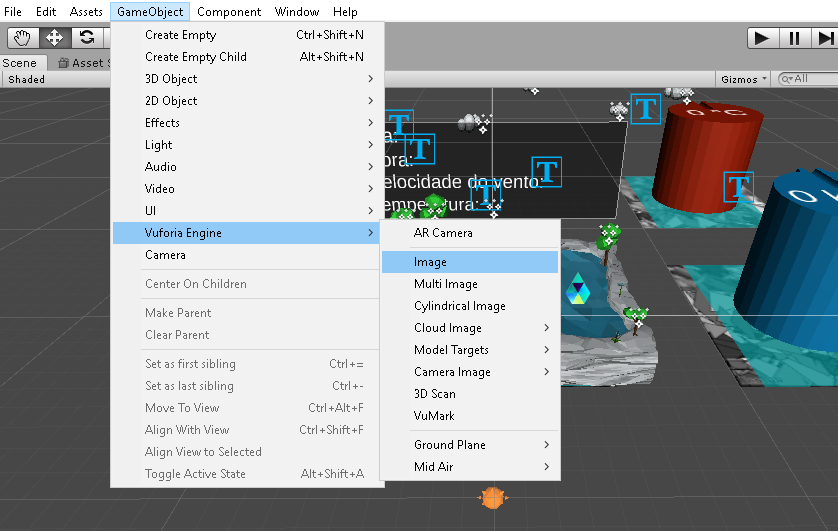 File Edit Assets GameObject Component Window Help
Scene Asset S
Shaded Gizmos All
Create Empty Ctrl+Shift+N
Create Empty Child Alt+Shift+N
3D Object
2D Object
Effects
Light
Audio
Video
UI
Vuforia Engine
Camera
Center On Children
Make Parent
Clear Parent
Set as first sibling Ctrl+=
Set as last sibling Ctrl+-
Move To View Ctrl+Alt+F
Align With View Ctrl+Shift+F
Align View to Selected
Toggle Active State Alt+Shift+A
AR Camera
Image
Multi Image
Cylindrical Image
Cloud Image
Model Targets
Camera Image
3D Scan
VuMark
Ground Plane
Mid Air
a:
ora:
elocidade do vento:
emperatura:
0 °C
T
T
T
T
T
T